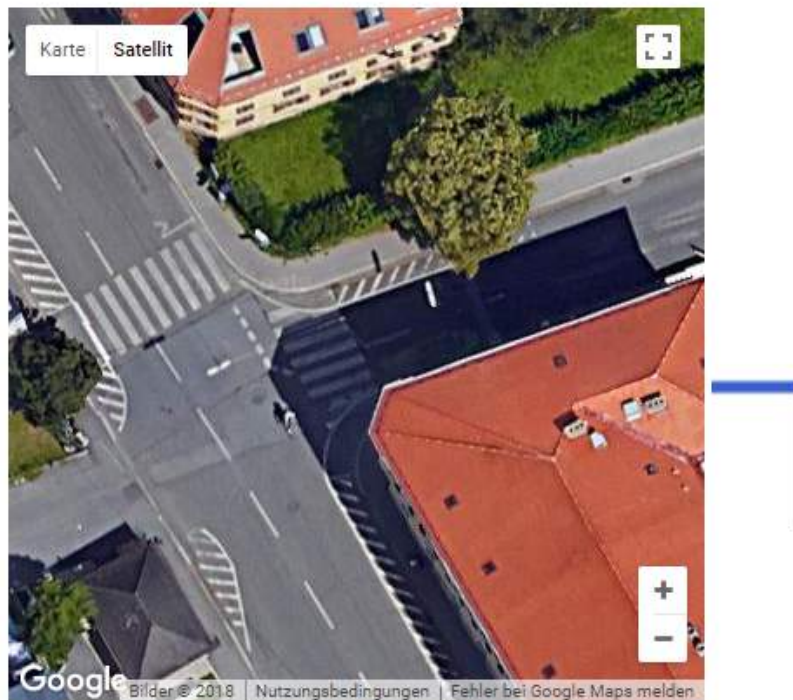 Karte Satellit
+
−
Google
Bilder © 2018 | Nutzungsbedingungen | Fehler bei Google Maps melden